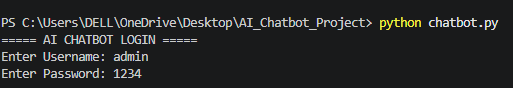 PS C:\Users\DELL\OneDrive\Desktop\AI_Chatbot_Project> python chatbot.py
===== AI CHATBOT LOGIN =====
Enter Username: admin
Enter Password: 1234